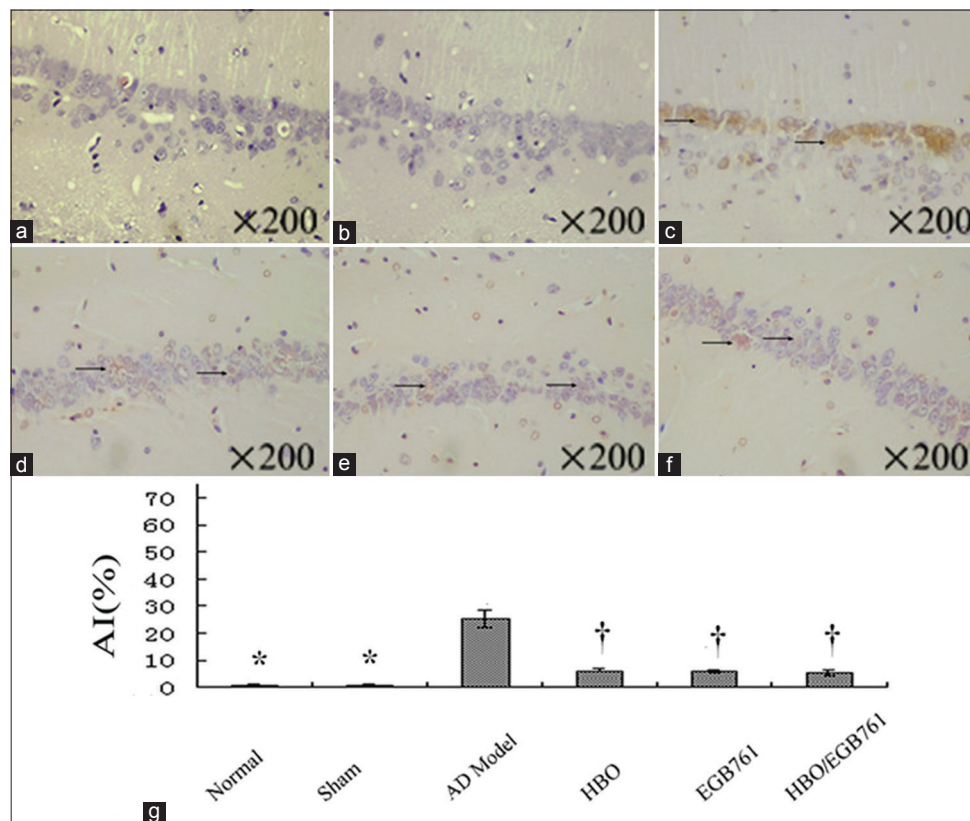 ×200
a
×200
b
×200
c
×200
d
×200
e
×200
f
AI(%)
70
60
50
40
30
20
10
0
*
*
†
†
†
Normal
Sham
AD Model
HBO
EGB761
HBO/EGB761
g